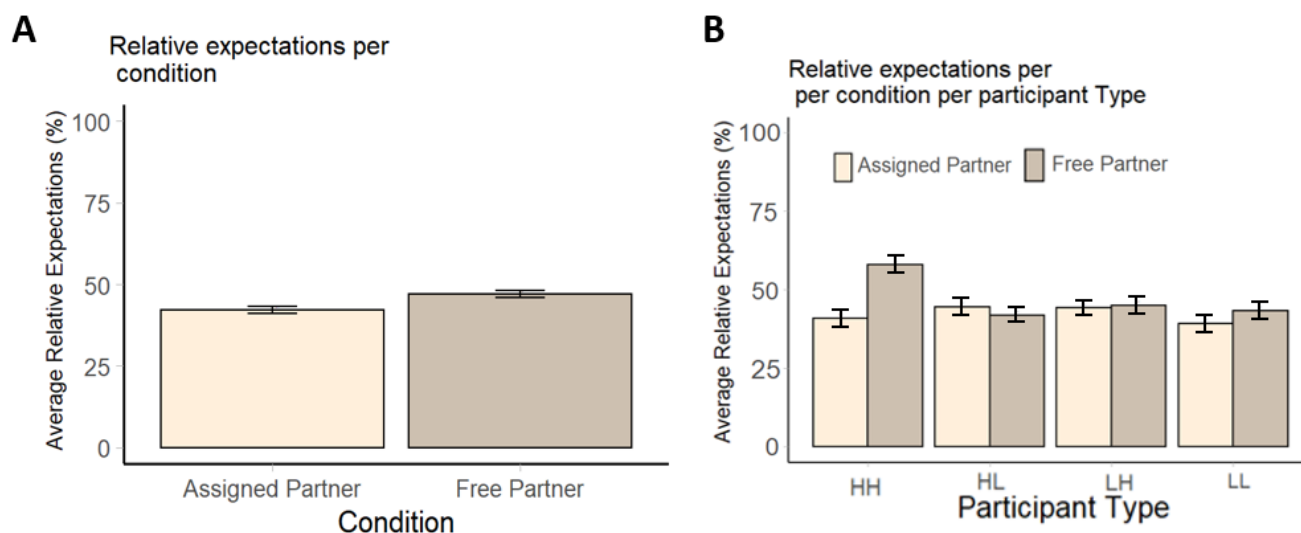 A
Relative expectations per
condition
Average Relative Expectations (%)
100
75
50
25
0
Assigned Partner
Free Partner
Condition
B
Relative expectations per
per condition per participant Type
Average Relative Expectations (%)
100
75
50
25
0
Assigned Partner
Free Partner
HH
HL
LH
LL
Participant Type